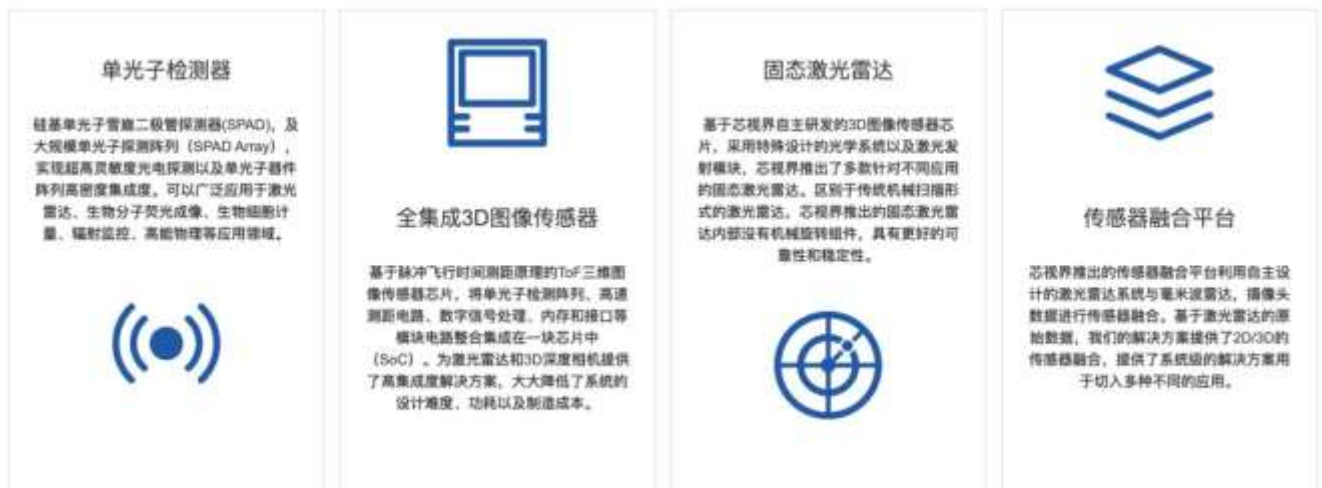 单光子检测器
硅基单光子雪崩二极管探测器(SPAD)，及
大规模单光子探测阵列（SPAD Array），
实现超高灵敏度光电探测以及单光子器件
阵列高密度集成度。可以广泛应用于激光
雷达、生物分子荧光成像、生物细胞计
量、辐射监控、高能物理等应用领域。
全集成3D图像传感器
基于脉冲飞行时间测距原理的ToF三维图
像传感器芯片，将单光子检测阵列、高速
测距电路、数字信号处理、内存和接口等
模块电路整合集成在一块芯片中
（SoC）。为激光雷达和3D深度相机提供
了高集成度解决方案，大大降低了系统的
设计难度、功耗以及制造成本。
固态激光雷达
基于芯视界自主研发的3D图像传感器芯
片，采用特殊设计的光学系统以及激光发
射模块，芯视界推出了多款针对不同应用
的固态激光雷达。区别于传统机械扫描形
式的激光雷达，芯视界推出的固态激光雷
达内部没有机械旋转组件，具有更好的可
靠性和稳定性。
传感器融合平台
芯视界推出的传感器融合平台利用自主设
计的激光雷达系统与毫米波雷达，摄像头
数据进行传感器融合。基于激光雷达的原
始数据，我们的解决方案提供了2D/3D的
传感器融合，提供了系统级的解决方案用
于切入多种不同的应用。